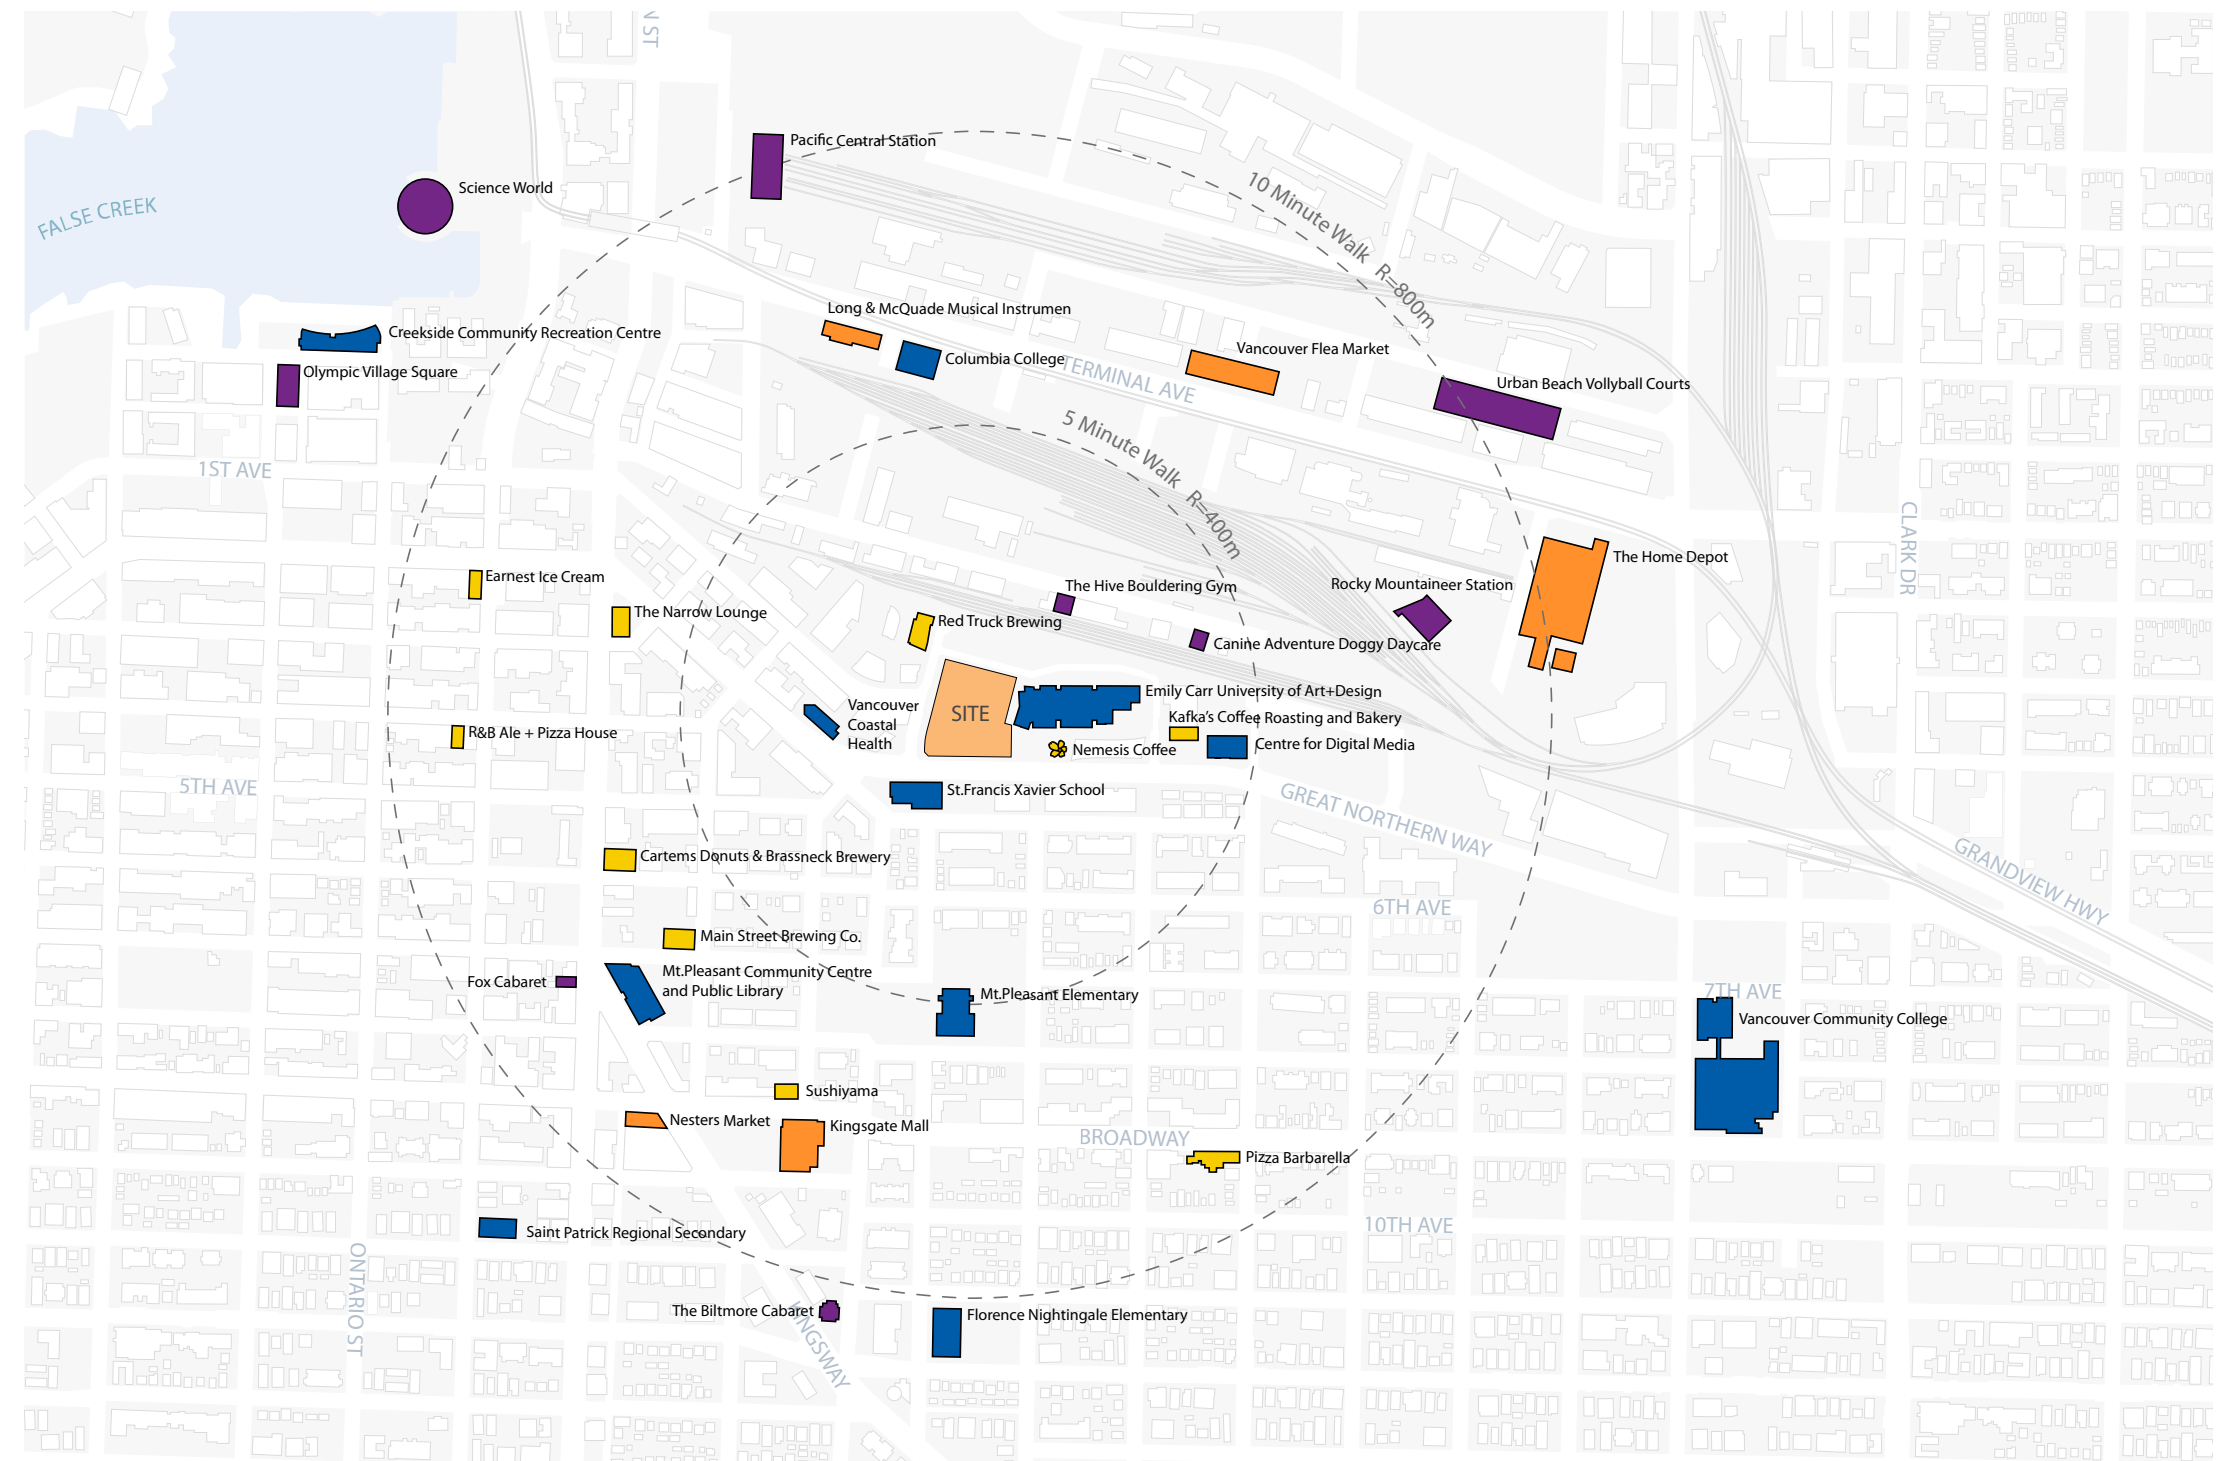 N ST
Pacific Central Station
Science World
10 Minute Walk R=800m
FALSE CREEK
Long & McQuade Musical Instrumen
Creekside Community Recreation Centre
Vancouver Flea Market
Columbia College
TERMINAL AVE
Olympic Village Square
Urban Beach Vollyball Courts
5 Minute Walk R=400m
1ST AVE
CLARK DR
The Home Depot
Earnest Ice Cream
The Hive Bouldering Gym
Rocky Mountaineer Station
The Narrow Lounge
Red Truck Brewing
Canine Adventure Doggy Daycare
Emily Carr University of Art+Design
Vancouver
Coastal
Health
SITE
Kafka's Coffee Roasting and Bakery
R&B Ale + Pizza House
Nemesis Coffee
Centre for Digital Media
5TH AVE
St.Francis Xavier School
GREAT NORTHERN WAY
Cartems Donuts & Brassneck Brewery
GRANDVIEW HWY
6TH AVE
Main Street Brewing Co.
Fox Cabaret
Mt.Pleasant Community Centre
and Public Library
Mt.Pleasant Elementary
7TH AVE
Vancouver Community College
Sushiyama
Nesters Market
Kingsgate Mall
BROADWAY
Pizza Barbarella
Saint Patrick Regional Secondary
10TH AVE
ONTARIO ST
The Biltmore Cabaret
KINGSWAY
Florence Nightingale Elementary